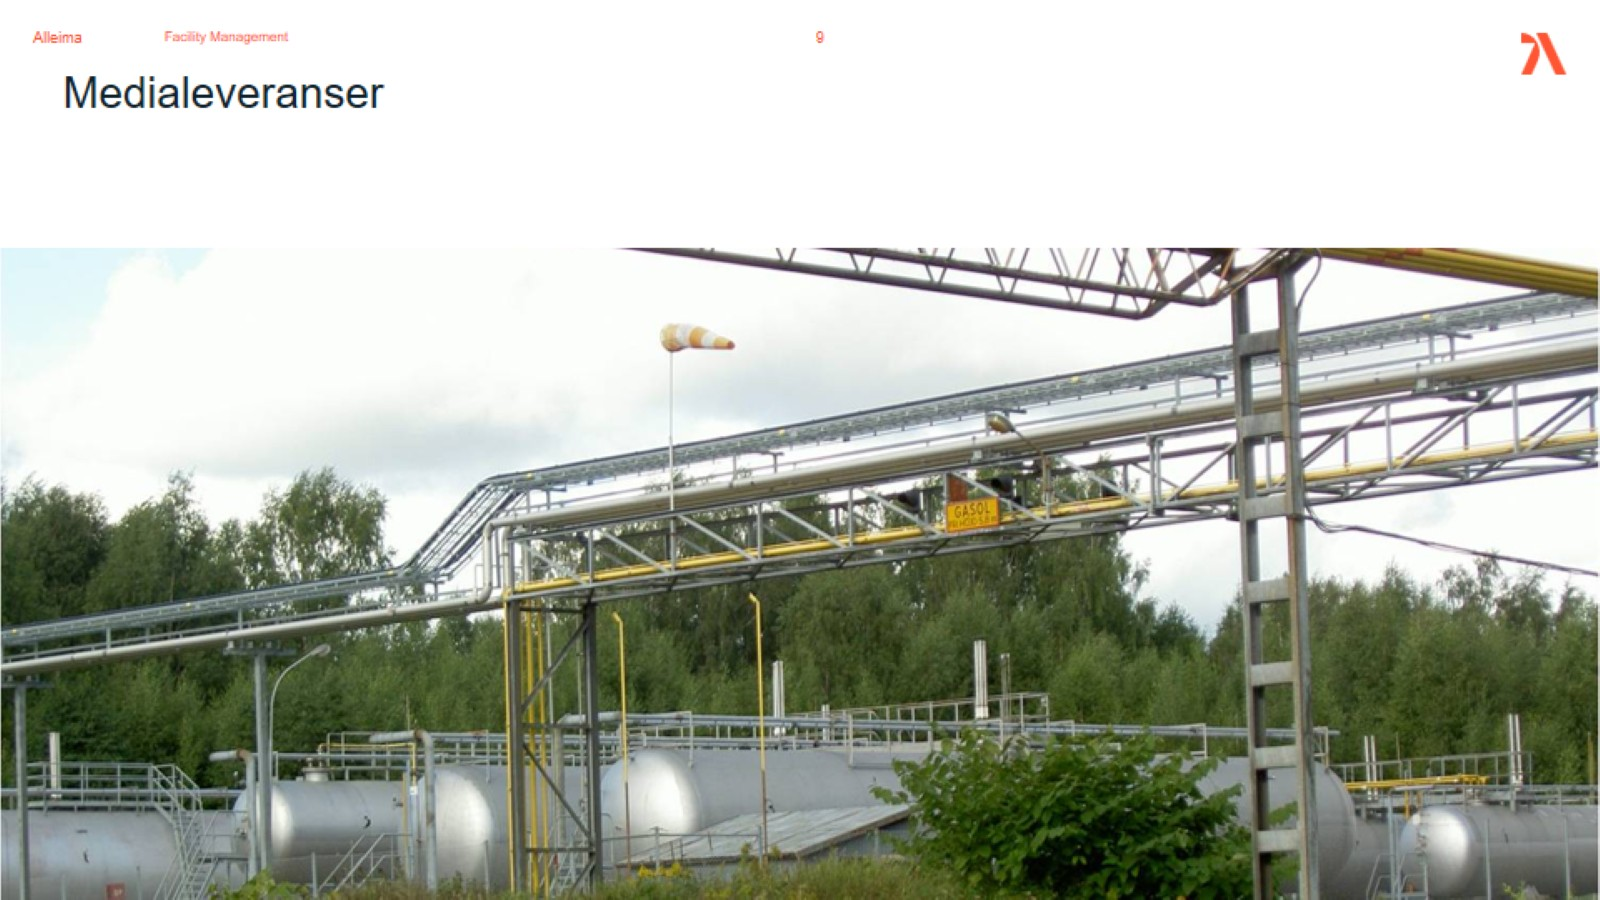 Alleima
Facility Management
9
Medialeveranser
GASOL